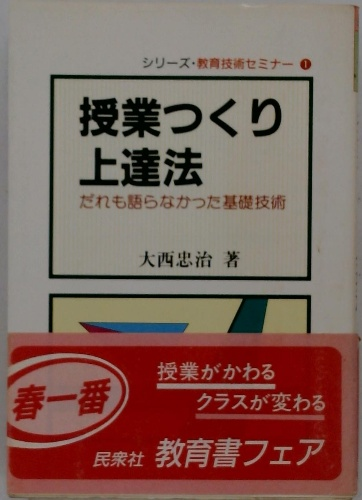 シリーズ・教育技術セミナー 1
授業つくり
上達法
だれも語らなかった基礎技術
大西忠治 著
春一番
授業がかわる
クラスが変わる
民衆社 教育書フェア